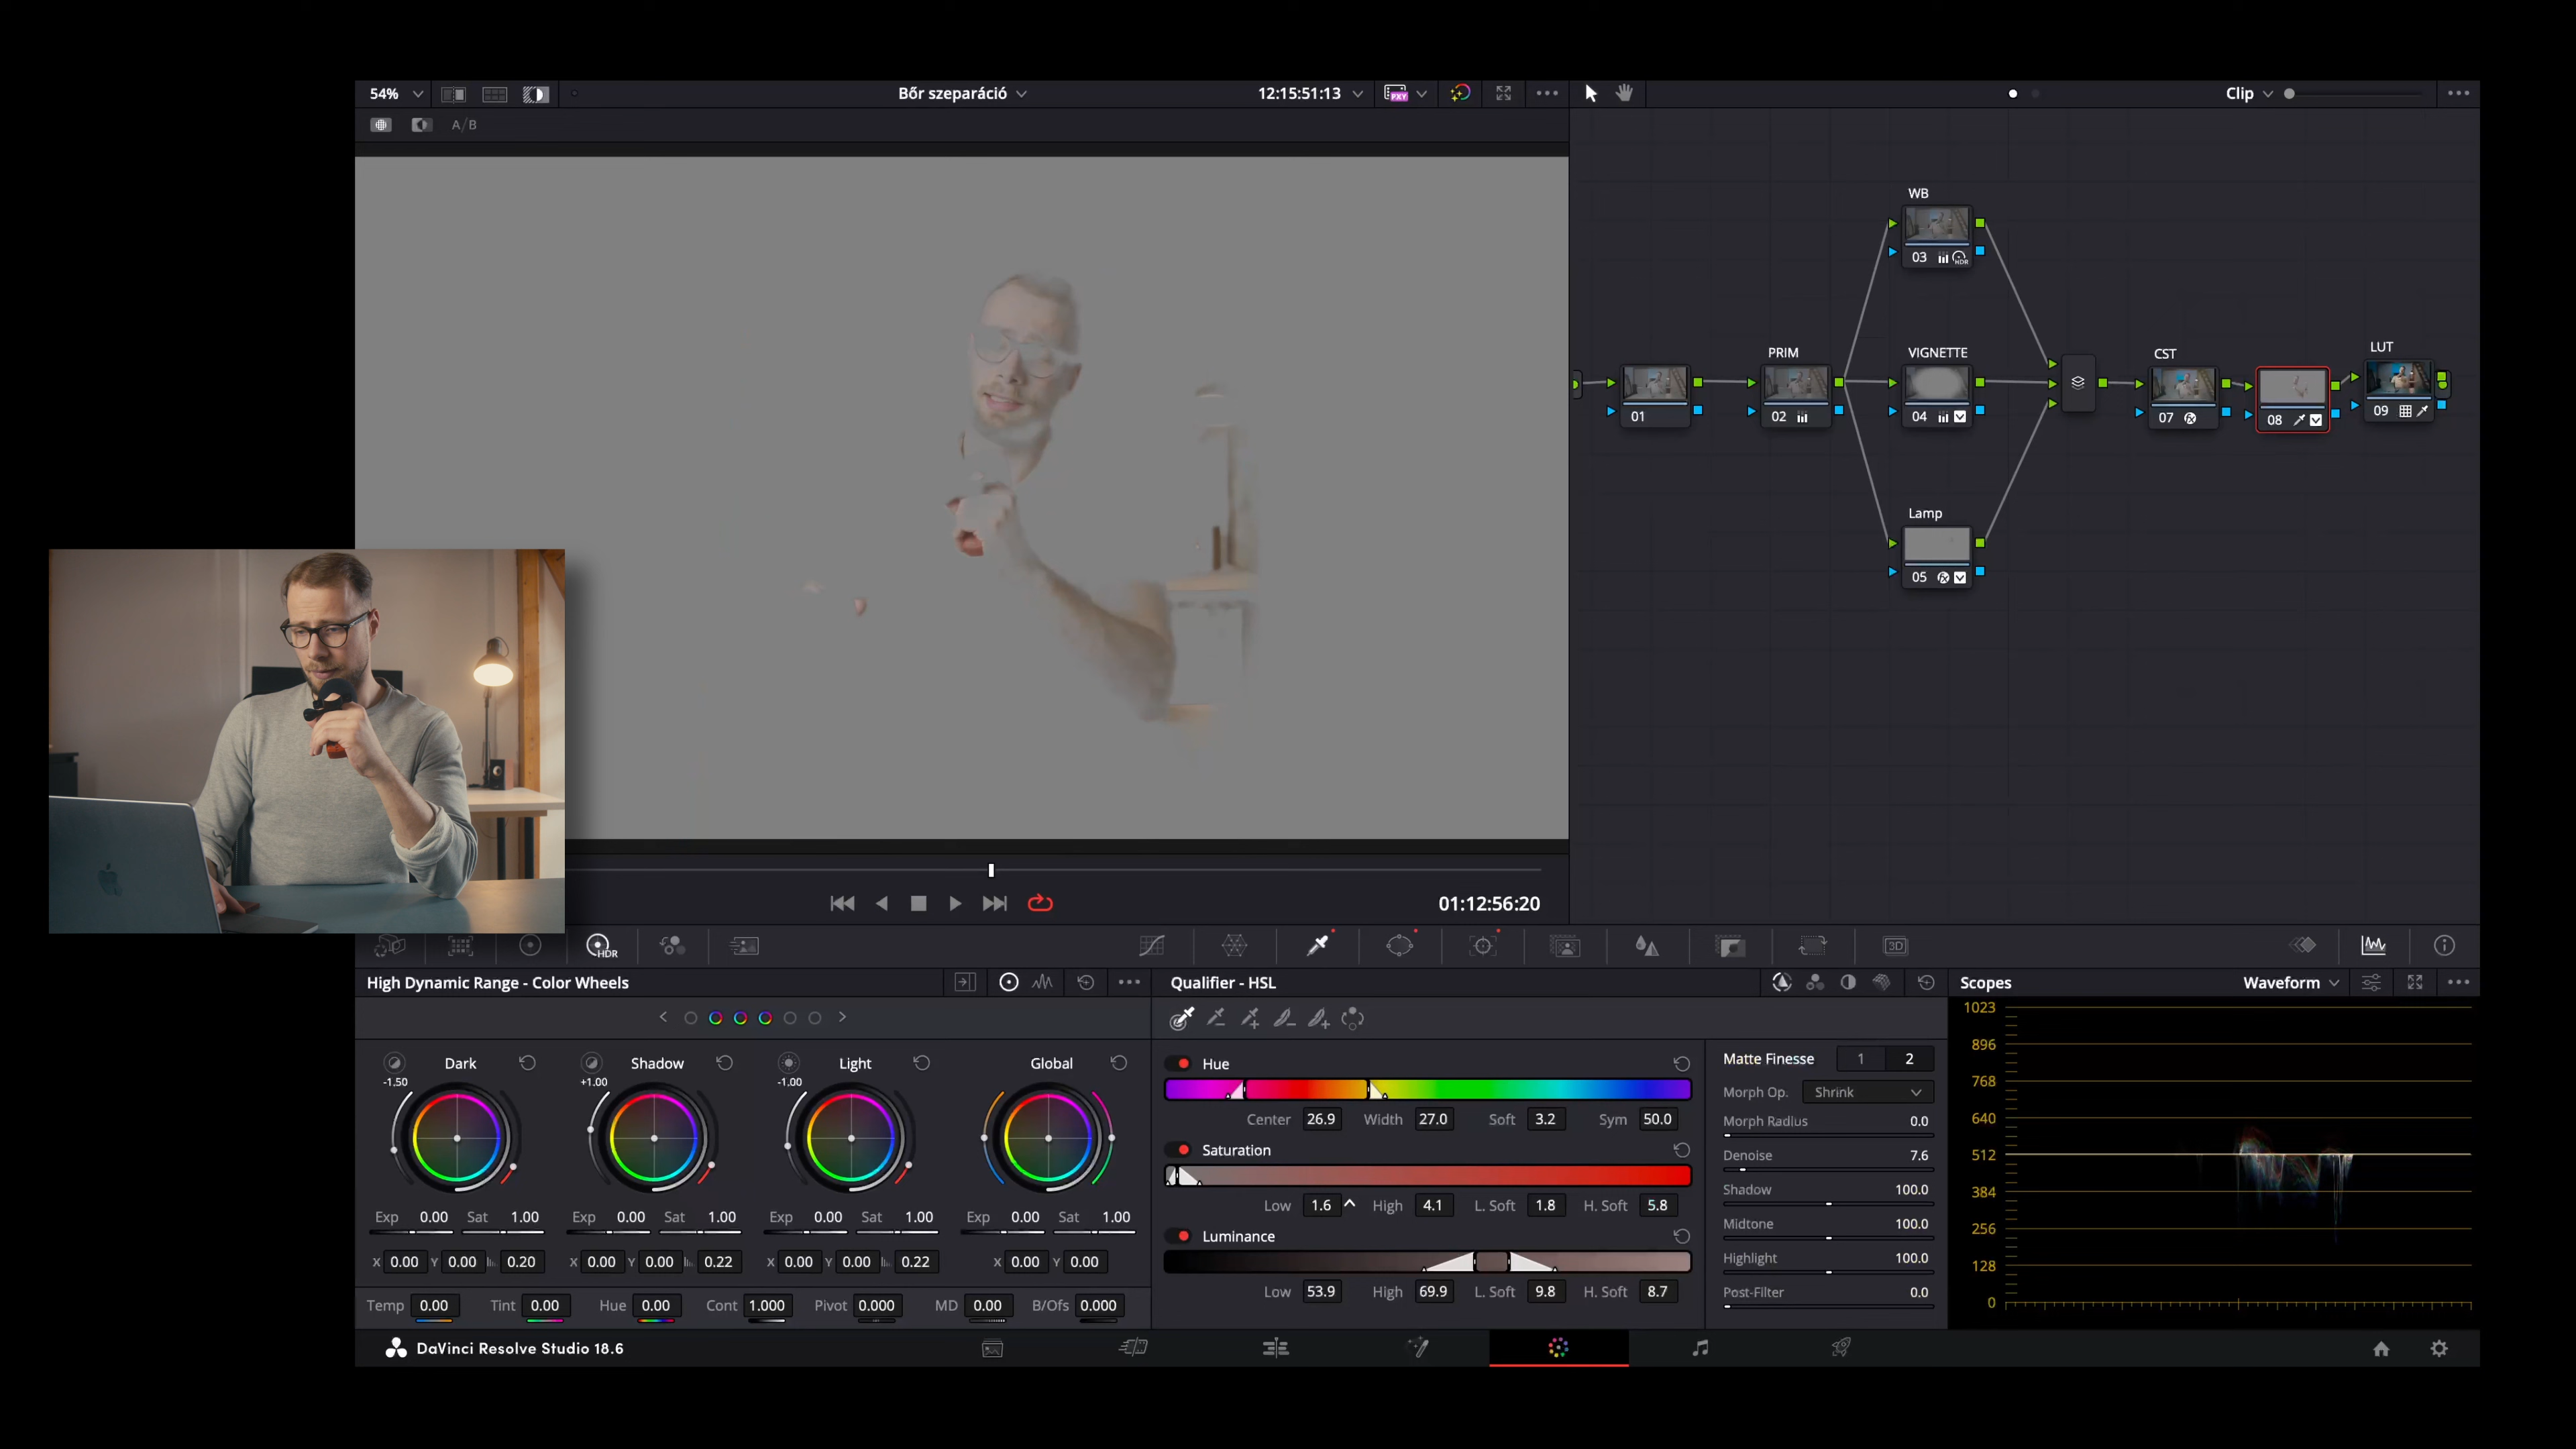 54%
Bőr szeparáció
12:15:51:13
PXY
Clip
A/B
WB
03
HDR
PRIM
VIGNETTE
CST
LUT
01
02
04
07
08
09
Lamp
05
01:12:56:20
HDR
3D
High Dynamic Range - Color Wheels
Qualifier - HSL
Scopes
Waveform
Dark
Shadow
Light
Global
-1.50
+1.00
-1.00
Exp 0.00 Sat 1.00
Exp 0.00 Sat 1.00
Exp 0.00 Sat 1.00
Exp 0.00 Sat 1.00
X 0.00 Y 0.00 0.20
X 0.00 Y 0.00 0.22
X 0.00 Y 0.00 0.22
X 0.00 Y 0.00
Temp 0.00 Tint 0.00 Hue 0.00 Cont 1.000 Pivot 0.000 MD 0.00 B/Ofs 0.000
Hue
Center 26.9 Width 27.0 Soft 3.2 Sym 50.0
Saturation
Low 1.6 High 4.1 L. Soft 1.8 H. Soft 5.8
Luminance
Low 53.9 High 69.9 L. Soft 9.8 H. Soft 8.7
Matte Finesse 1 2
Morph Op. Shrink
Morph Radius 0.0
Denoise 7.6
Shadow 100.0
Midtone 100.0
Highlight 100.0
Post-Filter 0.0
1023
896
768
640
512
384
256
128
0
DaVinci Resolve Studio 18.6